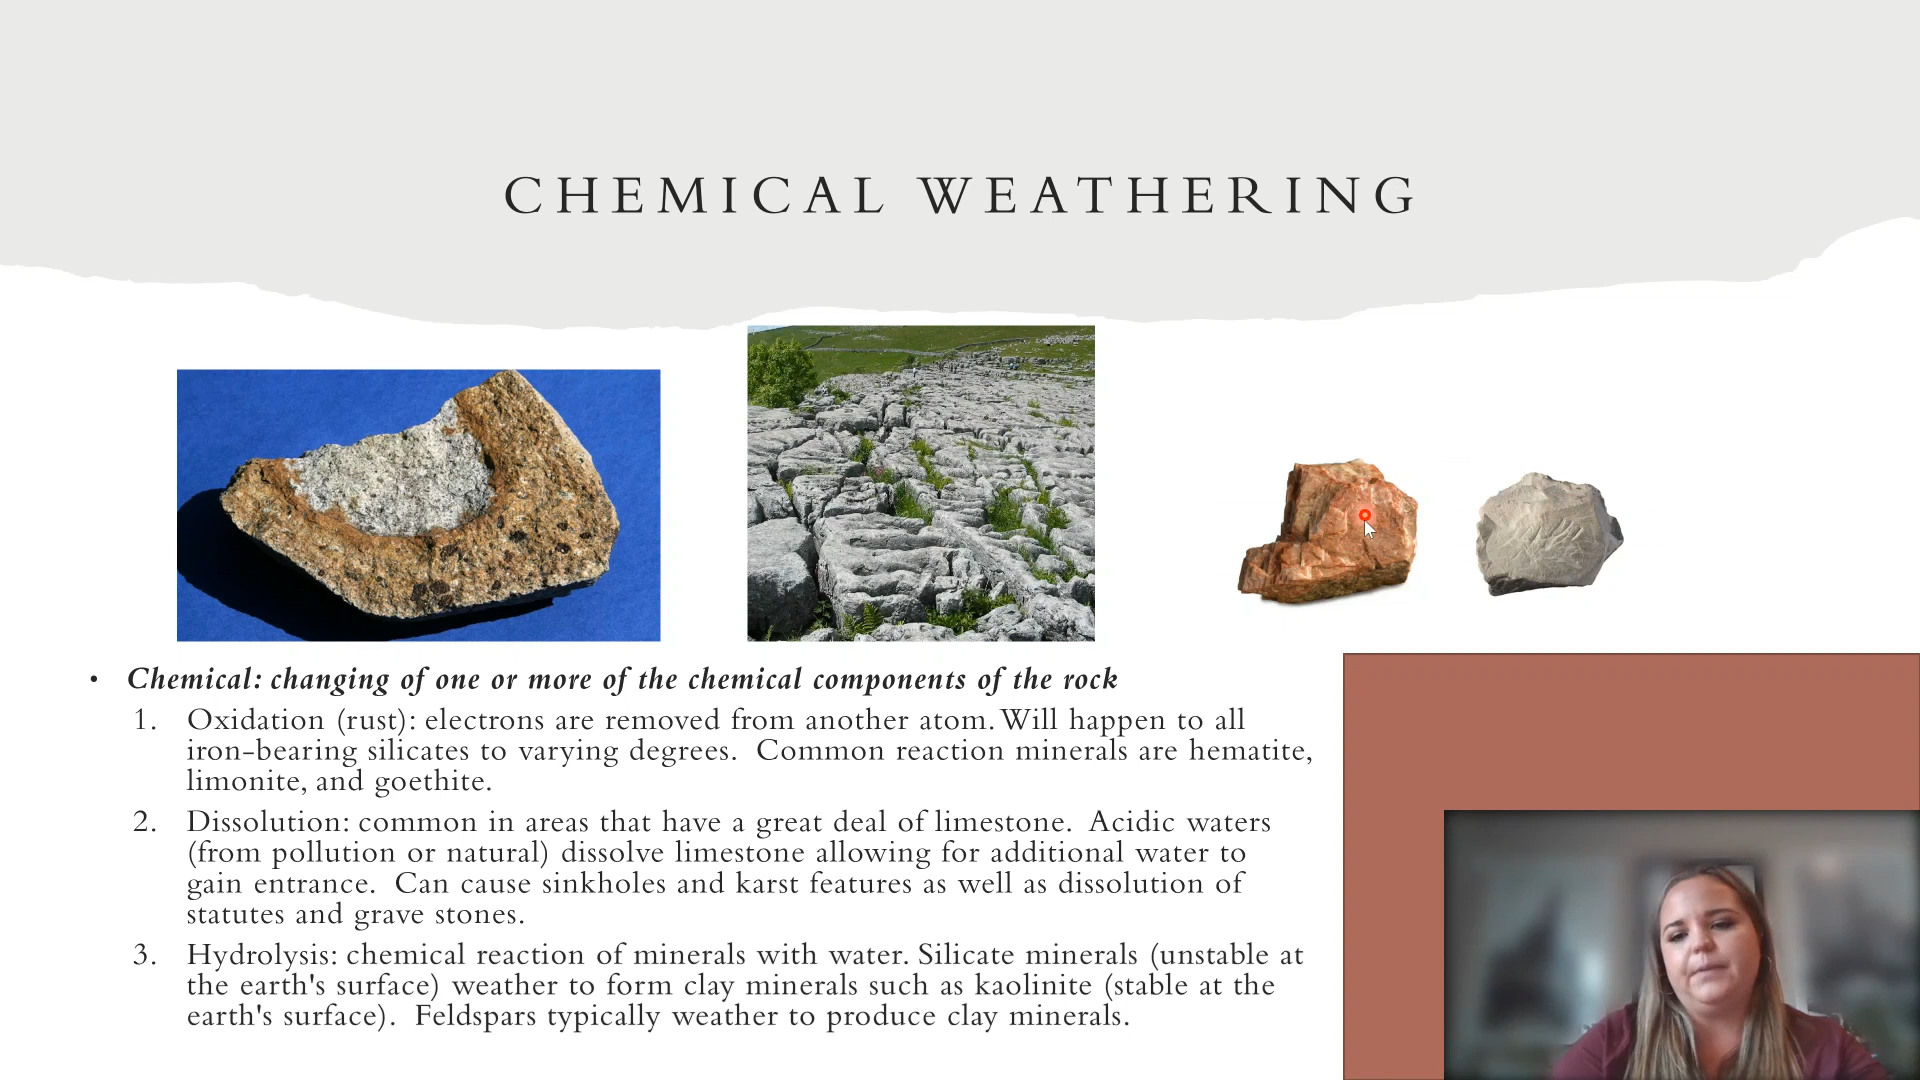 CHEMICAL WEATHERING
• Chemical: changing of one or more of the chemical components of the rock
1. Oxidation (rust): electrons are removed from another atom. Will happen to all
iron-bearing silicates to varying degrees. Common reaction minerals are hematite,
limonite, and goethite.
2. Dissolution: common in areas that have a great deal of limestone. Acidic waters
(from pollution or natural) dissolve limestone allowing for additional water to
gain entrance. Can cause sinkholes and karst features as well as dissolution of
statutes and grave stones.
3. Hydrolysis: chemical reaction of minerals with water. Silicate minerals (unstable at
the earth's surface) weather to form clay minerals such as kaolinite (stable at the
earth's surface). Feldspars typically weather to produce clay minerals.